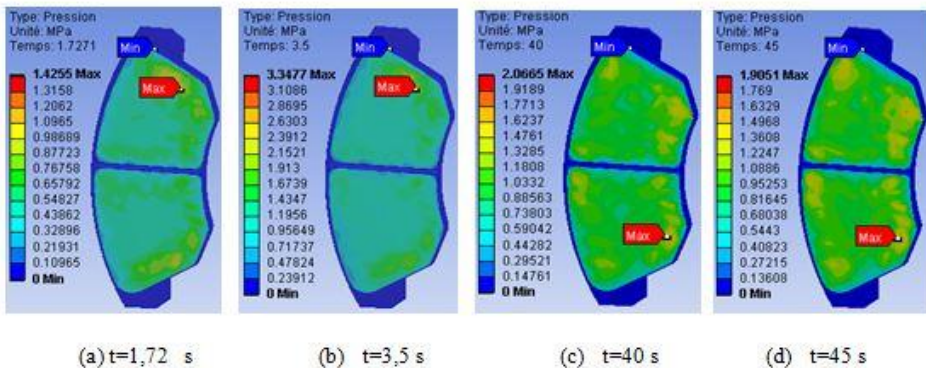 Type: Pression
Unité: MPa
Temps: 1.7271
Min
1.4255 Max
1.3158
1.2062
1.0965
0.98689
0.87723
0.76758
0.65792
0.54827
0.43862
0.32896
0.21931
0.10965
0 Min
Max
Type: Pression
Unité: MPa
Temps: 3.5
Min
3.3477 Max
3.1086
2.8695
2.6303
2.3912
2.1521
1.913
1.6739
1.4347
1.1956
0.95649
0.71737
0.47824
0.23912
0 Min
Max
Type: Pression
Unité: MPa
Temps: 40
Min
2.0665 Max
1.9189
1.7713
1.6237
1.4761
1.3285
1.1808
1.0332
0.88563
0.73803
0.59042
0.44282
0.29521
0.14761
0 Min
Max
Type: Pression
Unité: MPa
Temps: 45
Min
1.9051 Max
1.769
1.6329
1.4968
1.3608
1.2247
1.0886
0.95253
0.81645
0.68038
0.5443
0.40823
0.27215
0.13608
0 Min
Max
(a) t=1,72 s
(b) t=3,5 s
(c) t=40 s
(d) t=45 s